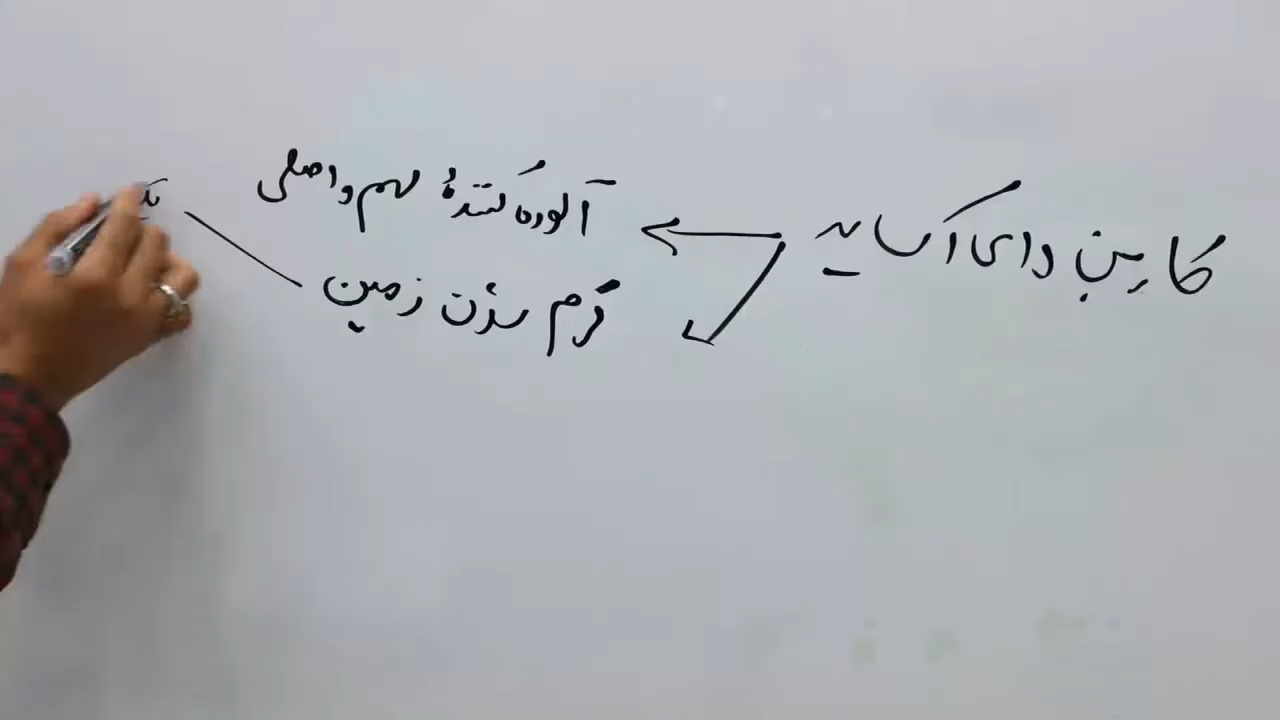 کاربن دای اکساید
آلوده کنندهٔ مهم و اصلی
گرم شدن زمین